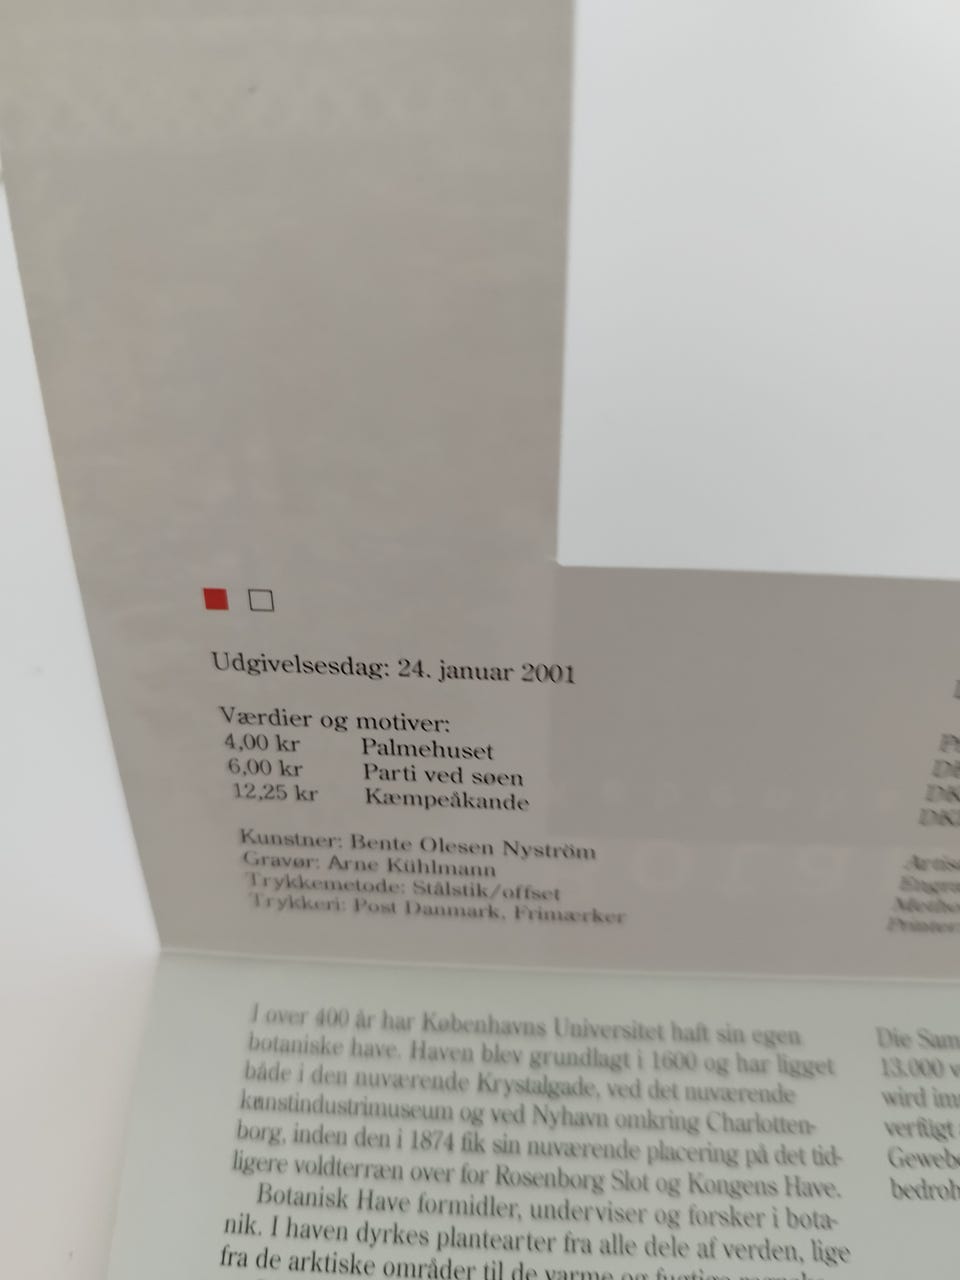 Udgivelsesdag: 24. januar 2001
Værdier og motiver:
4,00 kr Palmehuset
6,00 kr Parti ved søen
12,25 kr Kæmpeåkande
Kunstner: Bente Olesen Nyström
Gravør: Arne Kühlmann
Trykkemetode: Stålstik/offset
Trykkeri: Post Danmark, Frimærker
I over 400 år har Københavns Universitet haft sin egen
botaniske have. Haven blev grundlagt i 1600 og har ligget
både i den nuværende Krystalgade, ved det nuværende
kunstindustrimuseum og ved Nyhavn omkring Charlotten-
borg, inden den i 1874 fik sin nuværende placering på det tid-
ligere voldterræn over for Rosenborg Slot og Kongens Have.
Botanisk Have formidler, underviser og forsker i bota-
nik. I haven dyrkes plantearter fra alle dele af verden, lige
fra de arktiske områder til de varme og fugtige
Die Sam
13.000 v
wird im
verfügt
Gewebe
bedroh